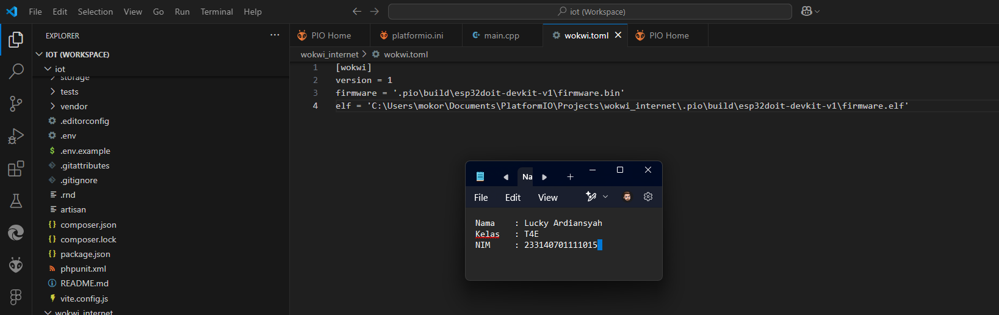 File Edit Selection View Go Run Terminal Help
iot (Workspace)
EXPLORER
IOT (WORKSPACE)
iot
storage
tests
vendor
.editorconfig
.env
$ .env.example
.gitattributes
.gitignore
.rnd
artisan
{} composer.json
{} composer.lock
{} package.json
phpunit.xml
README.md
vite.config.js
wokwi_internet
PIO Home platformio.ini main.cpp wokwi.toml PIO Home
wokwi_internet > wokwi.toml
1 [wokwi]
2 version = 1
3 firmware = '.pio\build\esp32doit-devkit-v1\firmware.bin'
4 elf = 'C:\Users\mokor\Documents\PlatformIO\Projects\wokwi_internet\.pio\build\esp32doit-devkit-v1\firmware.elf'
Na
File Edit View
Nama : Lucky Ardiansyah
Kelas : T4E
NIM : 233140701111015